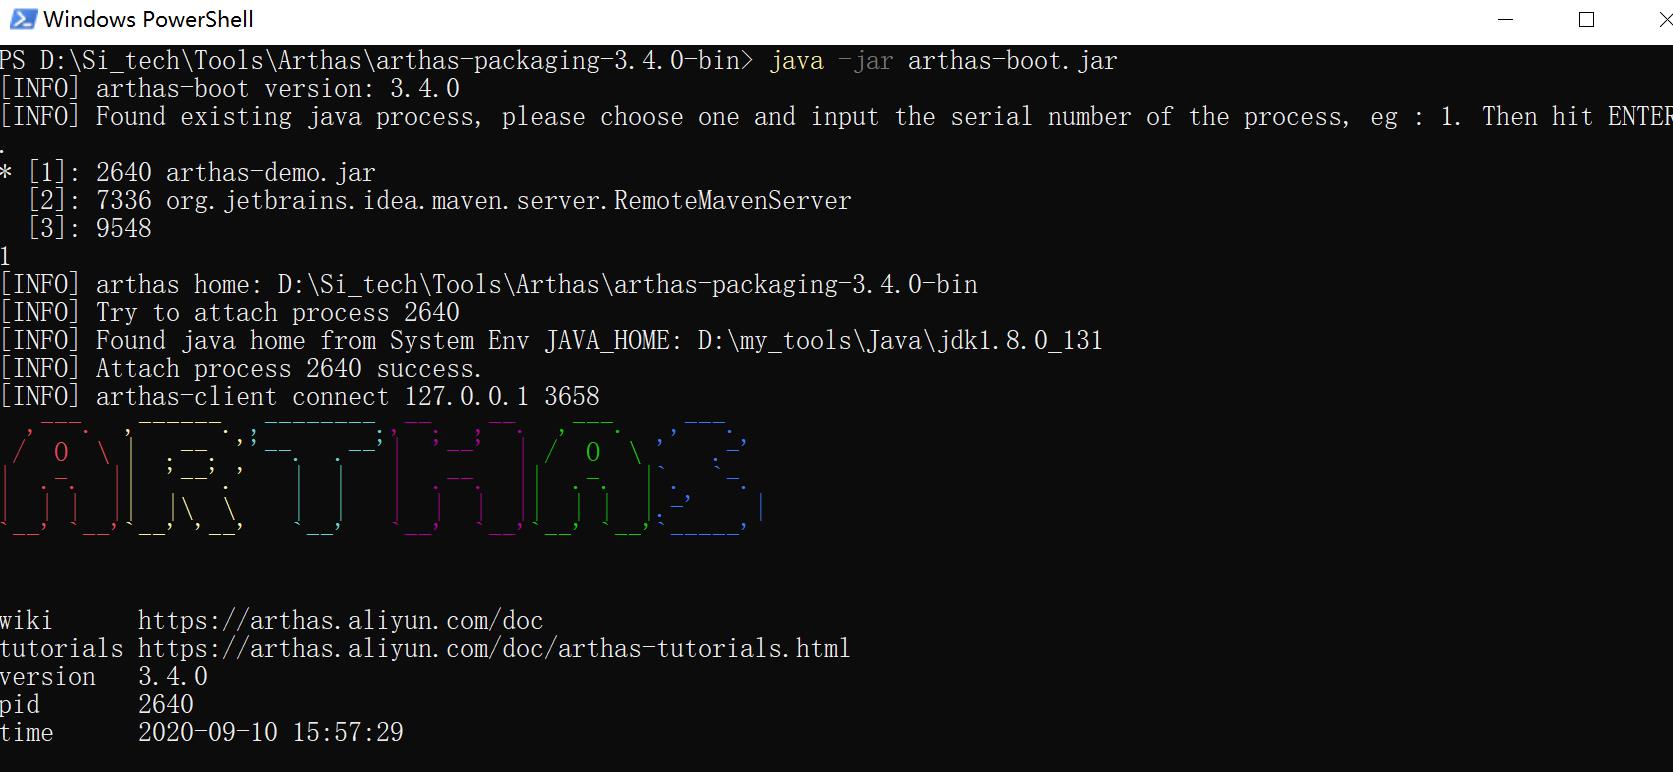 Windows PowerShell
PS D:\Si_tech\Tools\Arthas\arthas-packaging-3.4.0-bin> java -jar arthas-boot.jar
[INFO] arthas-boot version: 3.4.0
[INFO] Found existing java process, please choose one and input the serial number of the process, eg : 1. Then hit ENTER
.
* [1]: 2640 arthas-demo.jar
  [2]: 7336 org.jetbrains.idea.maven.server.RemoteMavenServer
  [3]: 9548
1
[INFO] arthas home: D:\Si_tech\Tools\Arthas\arthas-packaging-3.4.0-bin
[INFO] Try to attach process 2640
[INFO] Found java home from System Env JAVA_HOME: D:\my_tools\Java\jdk1.8.0_131
[INFO] Attach process 2640 success.
[INFO] arthas-client connect 127.0.0.1 3658
ARTHAS
wiki      https://arthas.aliyun.com/doc
tutorials https://arthas.aliyun.com/doc/arthas-tutorials.html
version   3.4.0
pid       2640
time      2020-09-10 15:57:29